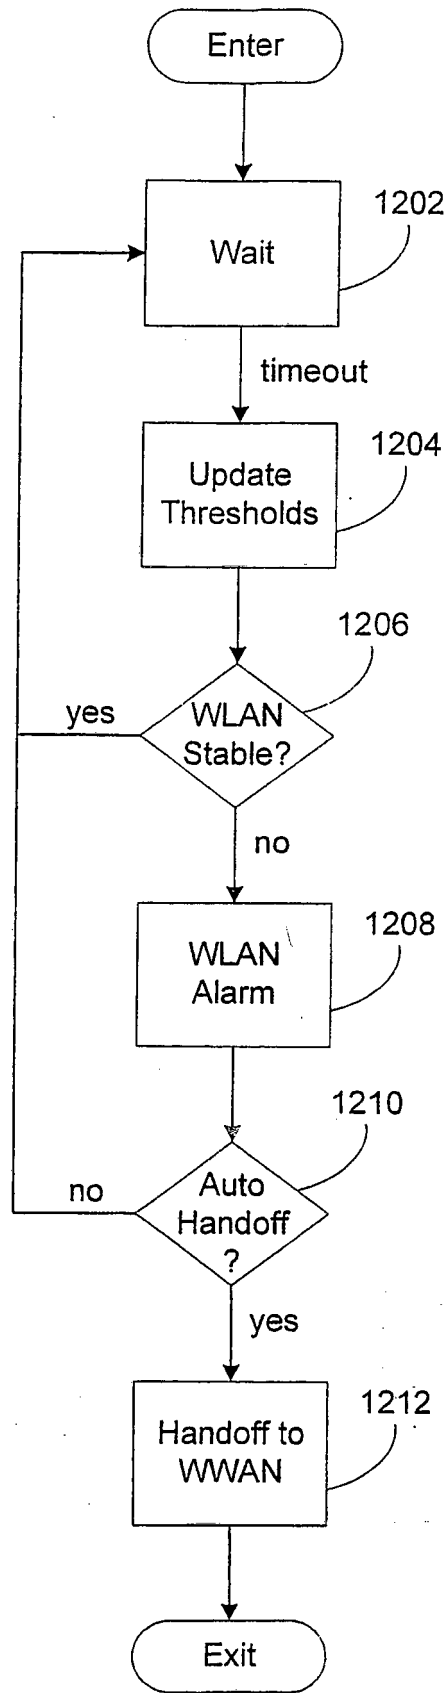 Enter
1202
Wait
timeout
1204
Update
Thresholds
1206
yes
WLAN
Stable?
no
1208
WLAN
Alarm
1210
no
Auto
Handoff
?
yes
1212
Handoff to
WWAN
Exit